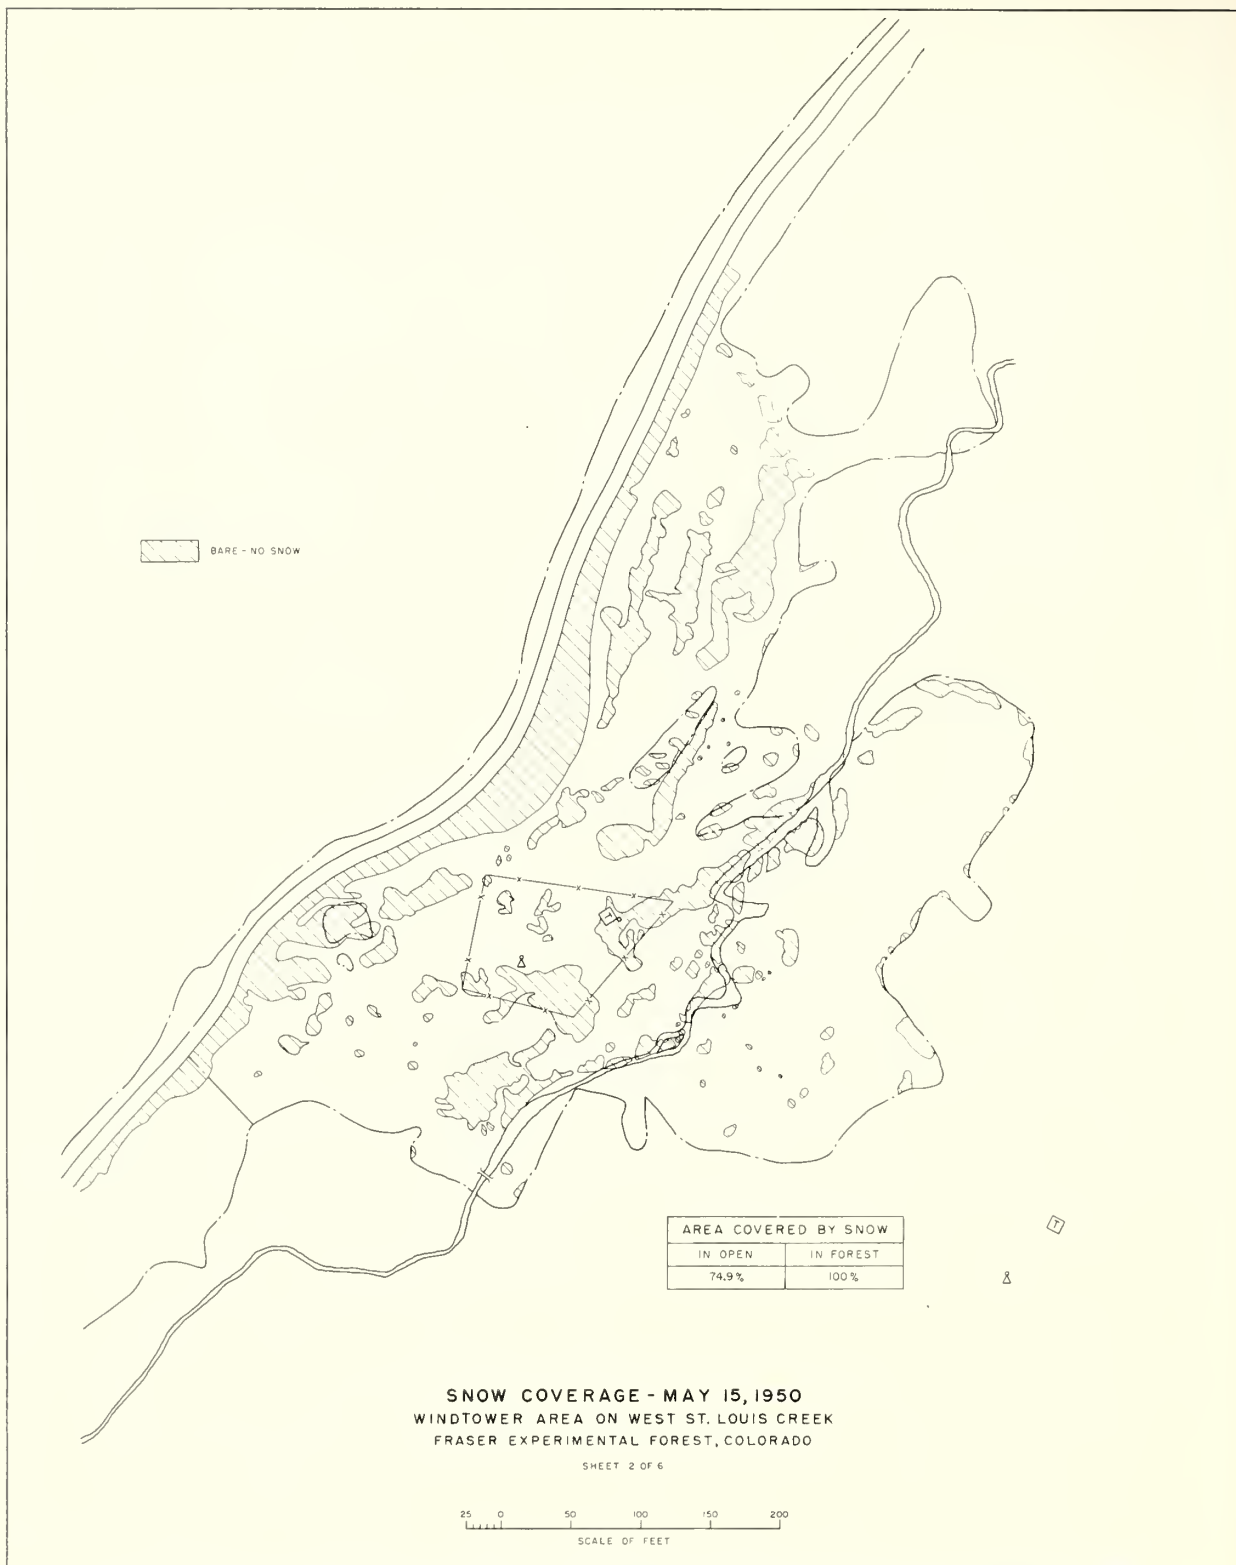 BARE - NO SNOW
T
AREA COVERED BY SNOW
IN OPEN IN FOREST
74.9% 100%
T
SNOW COVERAGE - MAY 15, 1950
WINDTOWER AREA ON WEST ST. LOUIS CREEK
FRASER EXPERIMENTAL FOREST, COLORADO
SHEET 2 OF 6
25 0 50 100 150 200
SCALE OF FEET